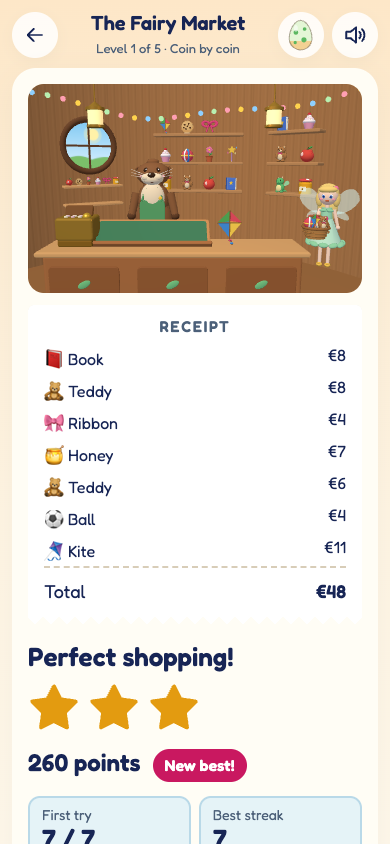 The Fairy Market
Level 1 of 5 · Coin by coin
RECEIPT
Book €8
Teddy €8
Ribbon €4
Honey €7
Teddy €6
Ball €4
Kite €11
Total €48
Perfect shopping!
260 points New best!
First try Best streak
7 / 7 7